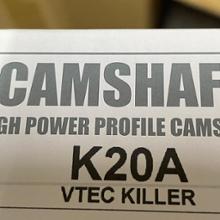 CAMSHAF
GH POWER PROFILE CAMS
K20A
VTEC KILLER